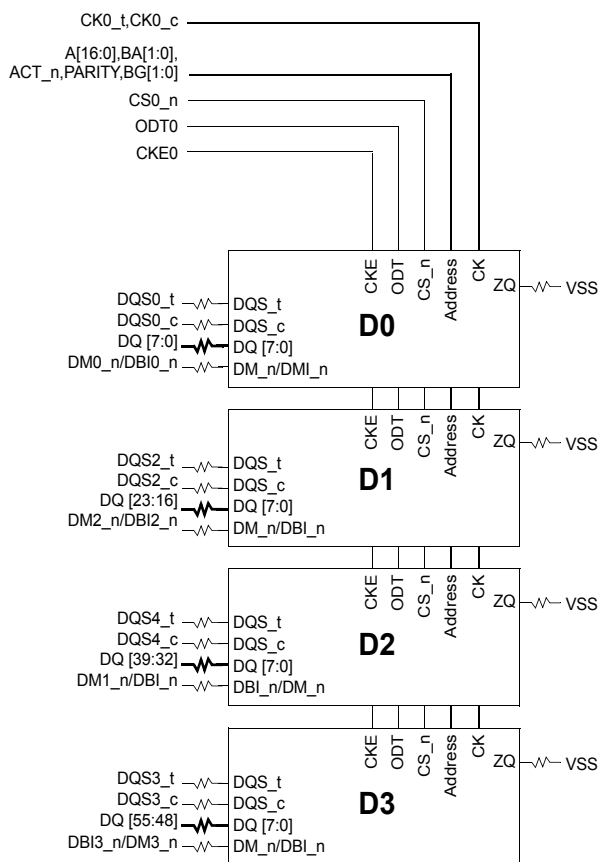 CK0_t,CK0_c
A[16:0],BA[1:0],
ACT_n,PARITY,BG[1:0]
CS0_n
ODT0
CKE0
CKE
ODT
CS_n
Address
CK
ZQ
VSS
D0
DQS0_t
DQS_t
DQS0_c
DQS_c
DQ [7:0]
DQ [7:0]
DM0_n/DBI0_n
DM_n/DMI_n
CKE
ODT
CS_n
Address
CK
ZQ
VSS
D1
DQS2_t
DQS_t
DQS2_c
DQS_c
DQ [23:16]
DQ [7:0]
DM2_n/DBI2_n
DM_n/DBI_n
CKE
ODT
CS_n
Address
CK
ZQ
VSS
D2
DQS4_t
DQS_t
DQS4_c
DQS_c
DQ [39:32]
DQ [7:0]
DM1_n/DBI_n
DBI_n/DM_n
CKE
ODT
CS_n
Address
CK
ZQ
VSS
D3
DQS3_t
DQS_t
DQS3_c
DQS_c
DQ [55:48]
DQ [7:0]
DBI3_n/DM3_n
DM_n/DBI_n